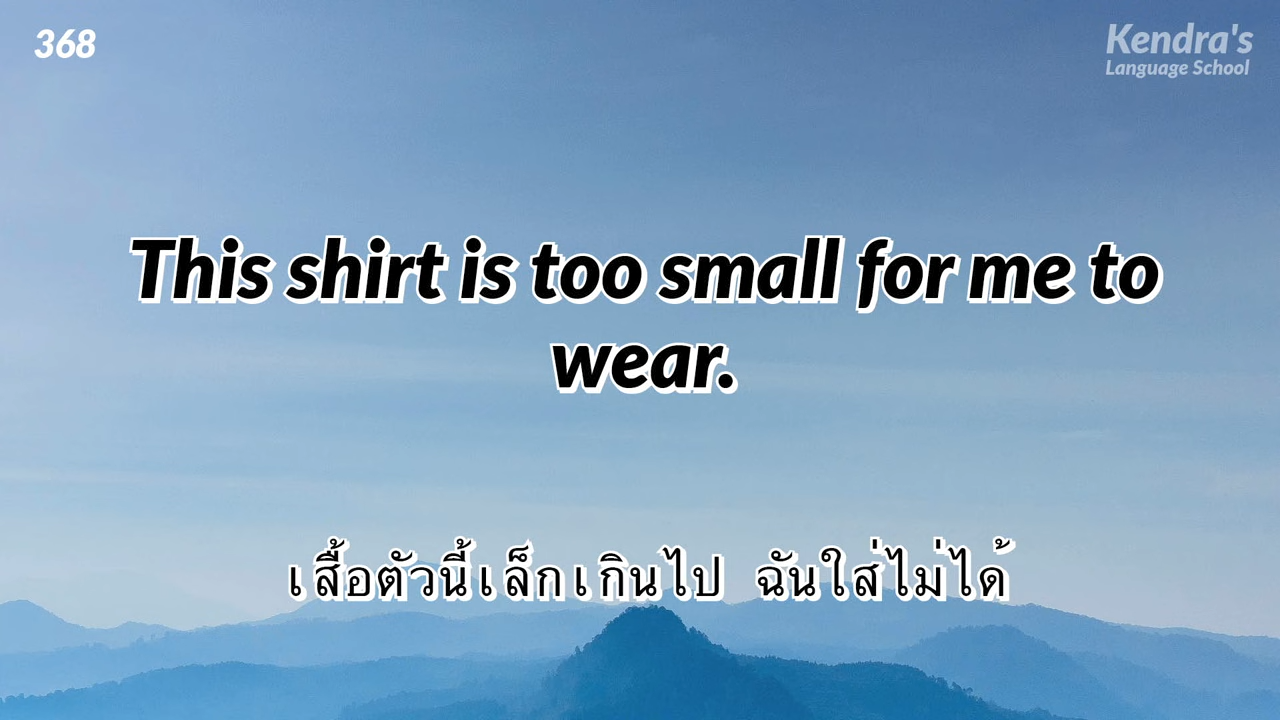 368
Kendra's
Language School
This shirt is too small for me to
wear.
เสื้อตัวนี้เล็กเกินไป ฉันใส่ไม่ได้